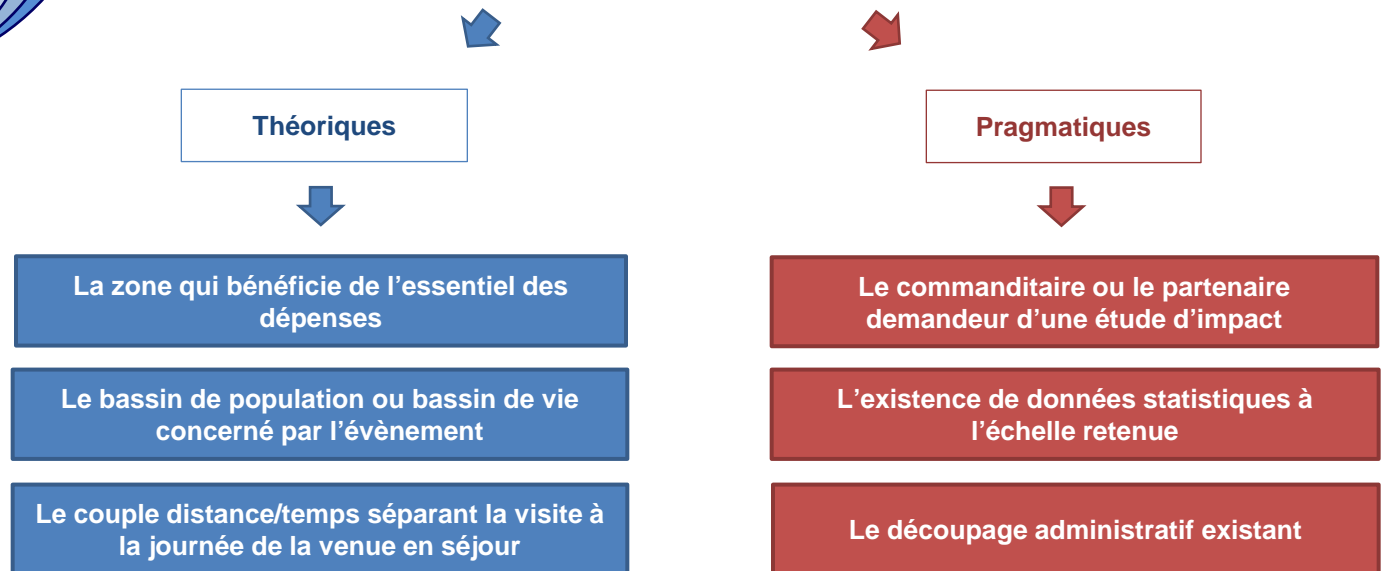 Théoriques
Pragmatiques
La zone qui bénéficie de l’essentiel des
dépenses
Le commanditaire ou le partenaire
demandeur d’une étude d’impact
Le bassin de population ou bassin de vie
concerné par l’évènement
L’existence de données statistiques à
l’échelle retenue
Le couple distance/temps séparant la visite à
la journée de la venue en séjour
Le découpage administratif existant